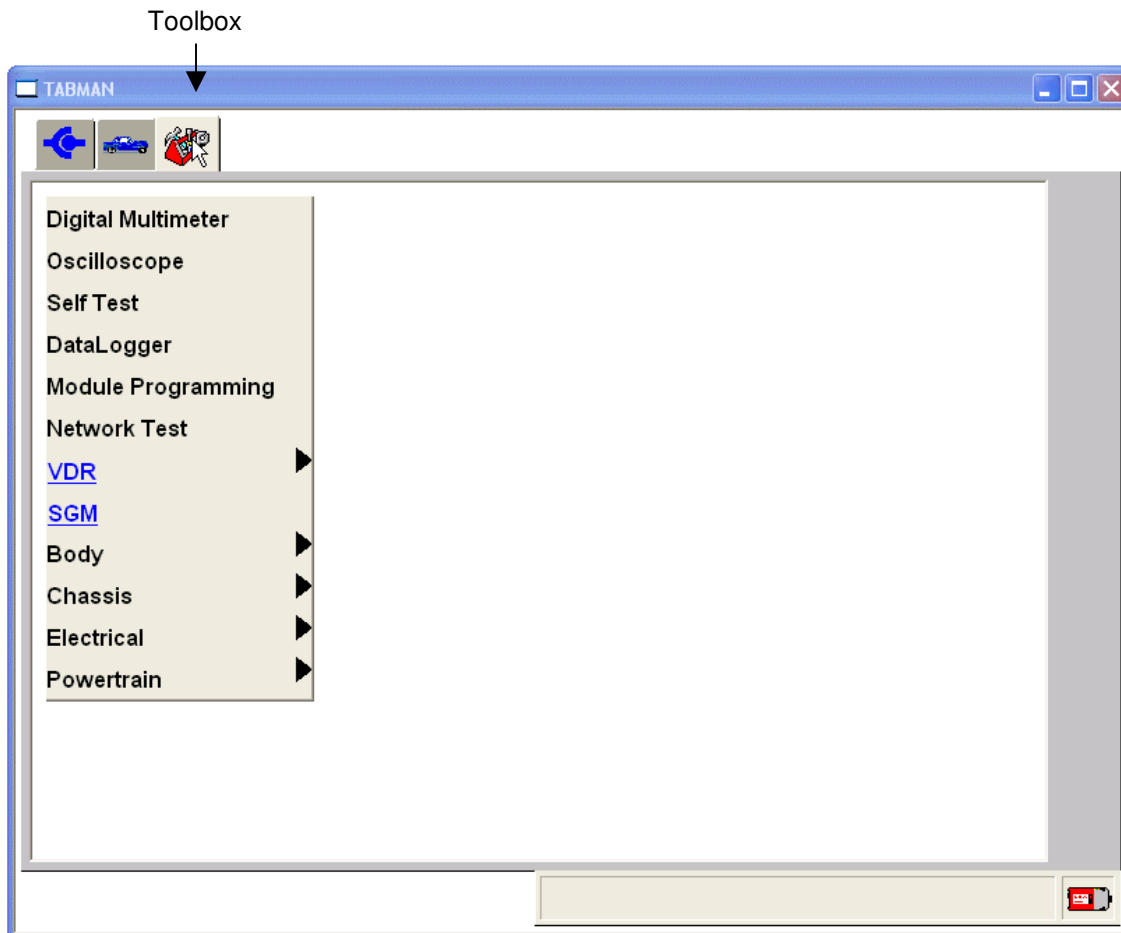 Toolbox
TABMAN
Digital Multimeter
Oscilloscope
Self Test
DataLogger
Module Programming
Network Test
VDR
SGM
Body
Chassis
Electrical
Powertrain